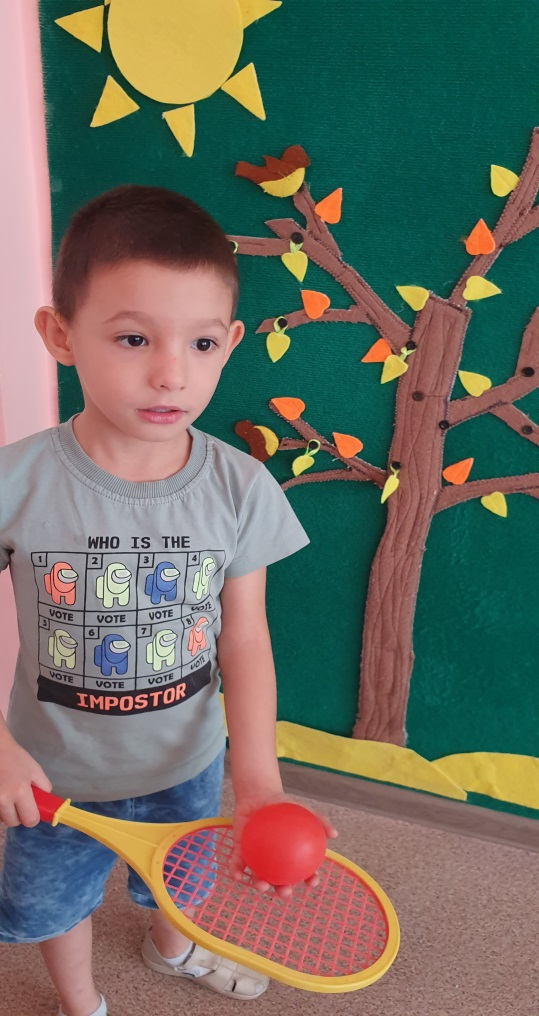 WHO IS THE
1 2 3 4
VOTE VOTE VOTE VOTE
5 6 7 8
VOTE VOTE VOTE VOTE
IMPOSTOR